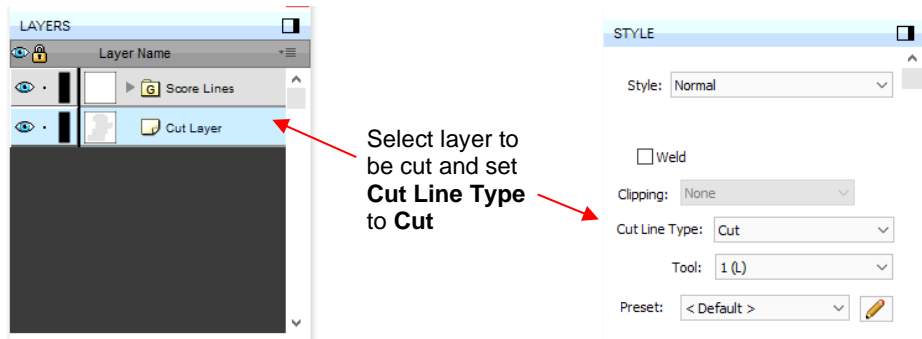 LAYERS
Layer Name
G Score Lines
Cut Layer
Select layer to
be cut and set
Cut Line Type
to Cut
STYLE
Style: Normal
Weld
Clipping: None
Cut Line Type: Cut
Tool: 1 (L)
Preset: < Default >